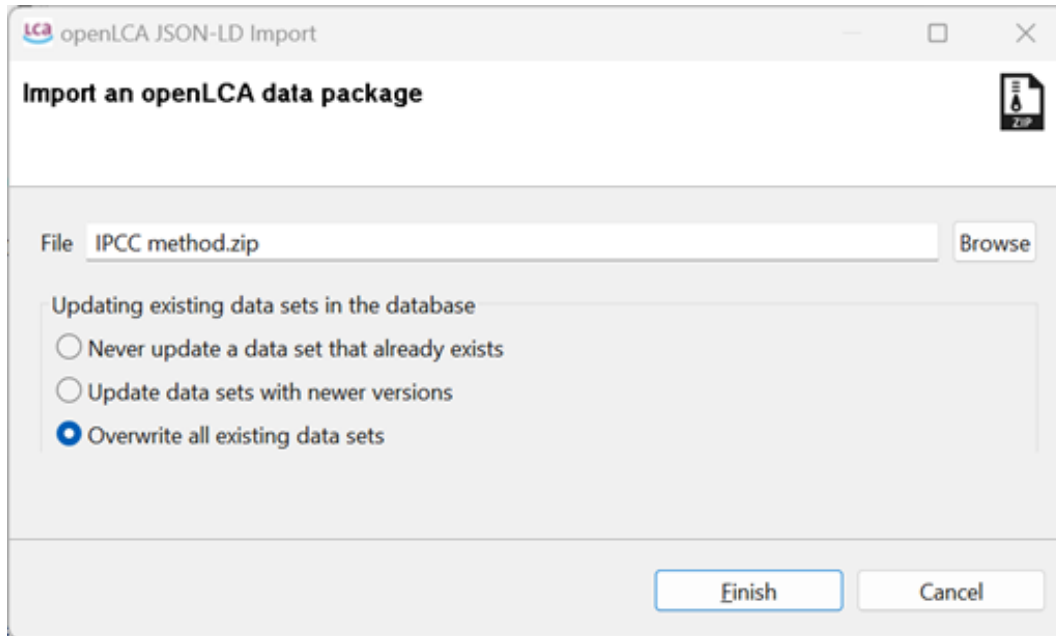 LCA openLCA JSON-LD Import
Import an openLCA data package
ZIP
File IPCC method.zip Browse
Updating existing data sets in the database
Never update a data set that already exists
Update data sets with newer versions
Overwrite all existing data sets
Finish Cancel